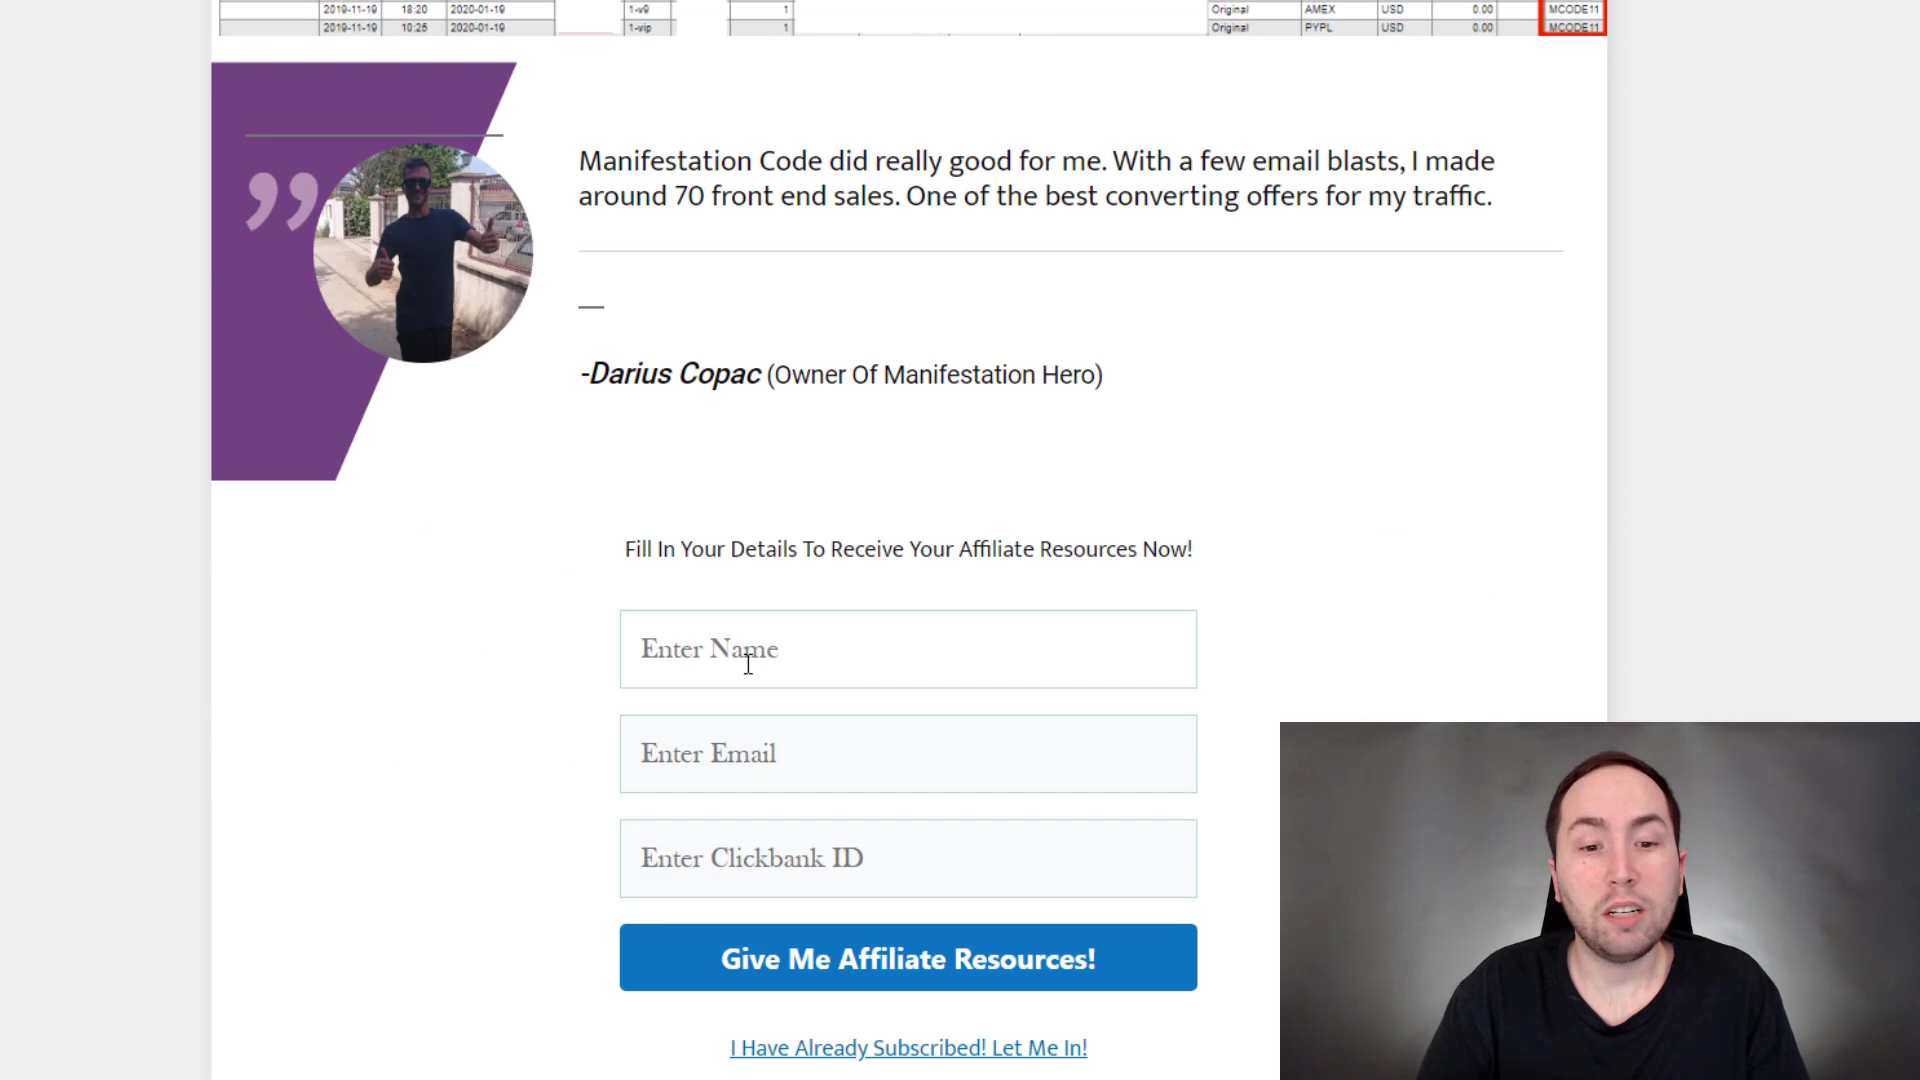 2019-11-19 18:20 2020-01-19 1-v9 1 Original AMEX USD 0.00 MCODE11
2019-11-19 10:25 2020-01-19 1-vip 1 Original PYPL USD 0.00 MCODE11
”
Manifestation Code did really good for me. With a few email blasts, I made
around 70 front end sales. One of the best converting offers for my traffic.
—
-Darius Copac (Owner Of Manifestation Hero)
Fill In Your Details To Receive Your Affiliate Resources Now!
Enter Name
Enter Email
Enter Clickbank ID
Give Me Affiliate Resources!
I Have Already Subscribed! Let Me In!